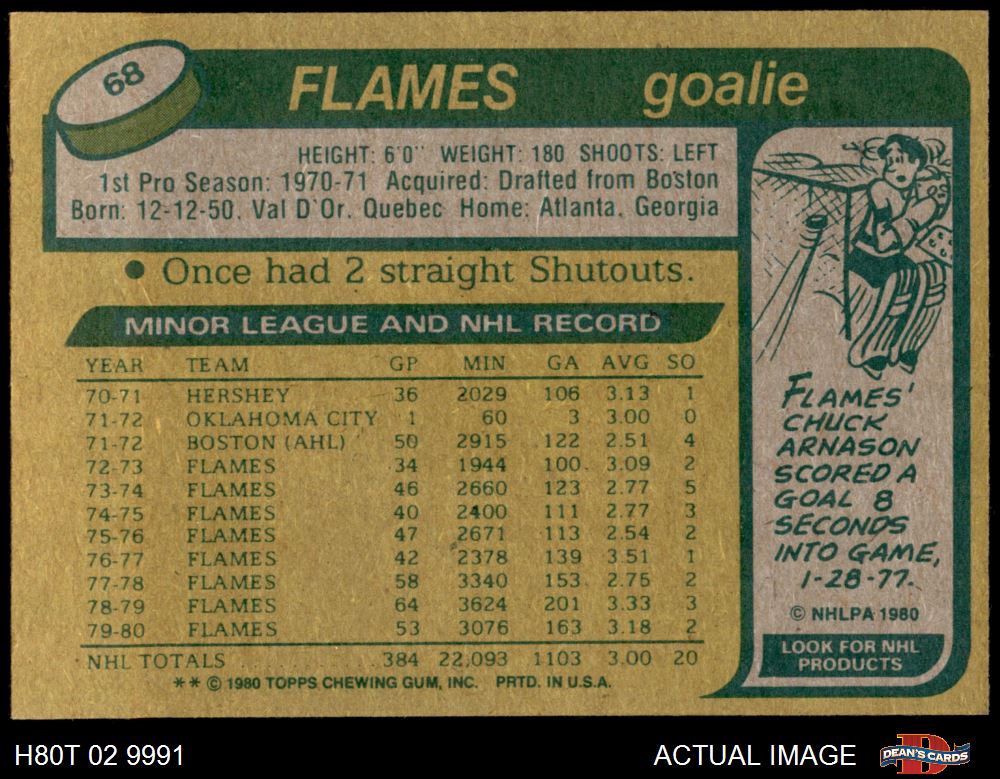 68
FLAMES goalie
HEIGHT: 6'0" WEIGHT: 180 SHOOTS: LEFT
1st Pro Season: 1970-71 Acquired: Drafted from Boston
Born: 12-12-50, Val D'Or, Quebec Home: Atlanta, Georgia
• Once had 2 straight Shutouts.
MINOR LEAGUE AND NHL RECORD
YEAR TEAM GP MIN GA AVG SO
70-71 HERSHEY 36 2029 106 3.13 1
71-72 OKLAHOMA CITY 1 60 3 3.00 0
71-72 BOSTON (AHL) 50 2915 122 2.51 4
72-73 FLAMES 34 1944 100 3.09 2
73-74 FLAMES 46 2660 123 2.77 5
74-75 FLAMES 40 2400 111 2.77 3
75-76 FLAMES 47 2671 113 2.54 2
76-77 FLAMES 42 2378 139 3.51 1
77-78 FLAMES 58 3340 153 2.75 2
78-79 FLAMES 64 3624 201 3.33 3
79-80 FLAMES 53 3076 163 3.18 2
NHL TOTALS 384 22,093 1103 3.00 20
** © 1980 TOPPS CHEWING GUM, INC. PRTD. IN U.S.A.
FLAMES'
CHUCK
ARNASON
SCORED A
GOAL 8
SECONDS
INTO GAME,
1-28-77.
© NHLPA 1980
LOOK FOR NHL
PRODUCTS
H80T 02 9991 ACTUAL IMAGE DEAN'S CARDS